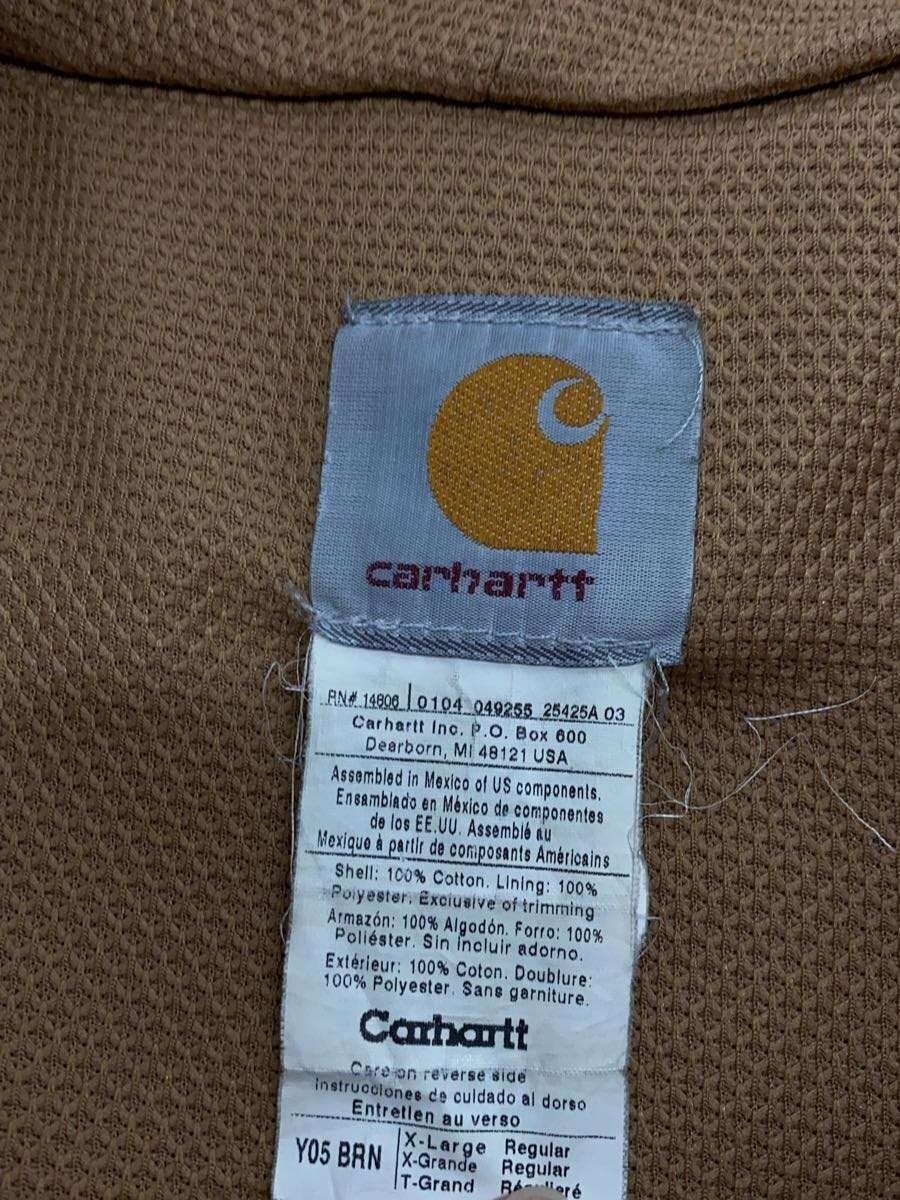 carhartt
RN# 14806 | 0104 049255 25425A 03
Carhartt Inc. P.O. Box 600
Dearborn, MI 48121 USA
Assembled in Mexico of US components.
Ensamblado en México de componentes
de los EE.UU. Assemblé au
Mexique à partir de composants Américains
Shell: 100% Cotton. Lining: 100%
Polyester. Exclusive of trimming
Armazón: 100% Algodón. Forro: 100%
Poliéster. Sin incluir adorno.
Extérieur: 100% Coton. Doublure:
100% Polyester. Sans garniture.
Carhartt
Care on reverse side
Instrucciones de cuidado al dorso
Entretien au verso
Y05 BRN
X-Large Regular
X-Grande Regular
T-Grand